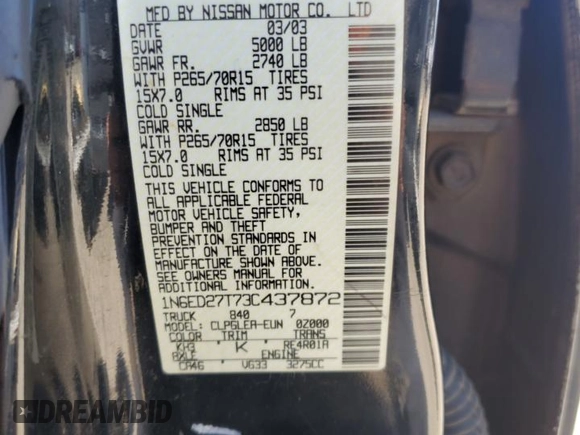 MFD BY NISSAN MOTOR CO. LTD
DATE 03/03
GVWR 5000 LB
GAWR FR. 2740 LB
WITH P265/70R15 TIRES
15X7.0 RIMS AT 35 PSI
COLD SINGLE
GAWR RR. 2850 LB
WITH P265/70R15 TIRES
15X7.0 RIMS AT 35 PSI
COLD SINGLE
THIS VEHICLE CONFORMS TO
ALL APPLICABLE FEDERAL
MOTOR VEHICLE SAFETY,
BUMPER AND THEFT
PREVENTION STANDARDS IN
EFFECT ON THE DATE OF
MANUFACTURE SHOWN ABOVE.
SEE OWNERS MANUAL FOR
ADDITIONAL INFORMATION.
1N6ED27T73C437872
TRUCK 840 7
MODEL: CLPGLEA-EUN 0Z000
COLOR TRIM TRANS
KH3 K RE4R01A
AXLE ENGINE
CA46 VG33 3275CC
DREAMBID